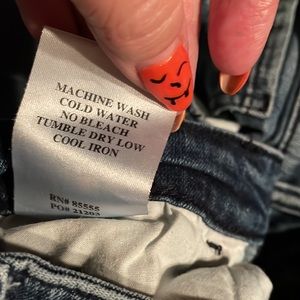 MACHINE WASH
COLD WATER
NO BLEACH
TUMBLE DRY LOW
COOL IRON
RN# 85555
PO# 21203